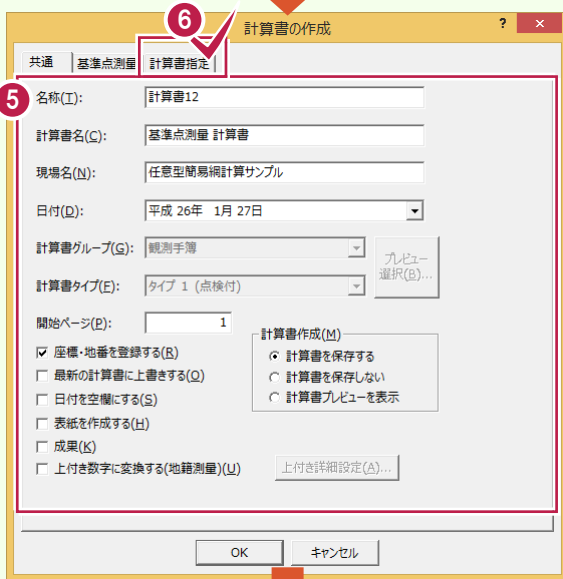 6
計算書の作成
? ×
共通 基準点測量 計算書指定
5
名称(T): 計算書12
計算書名(C): 基準点測量 計算書
現場名(N): 任意型簡易網計算サンプル
日付(D): 平成 26年 1月 27日
計算書グループ(G): 観測手簿
プレビュー
選択(B)...
計算書タイプ(E): タイプ 1 (点検付)
開始ページ(P): 1
計算書作成(M)
座標・地番を登録する(R)
計算書を保存する
最新の計算書に上書きする(O)
計算書を保存しない
日付を空欄にする(S)
計算書プレビューを表示
表紙を作成する(H)
成果(K)
上付き数字に変換する(地籍測量)(U)
上付き詳細設定(A)...
OK キャンセル